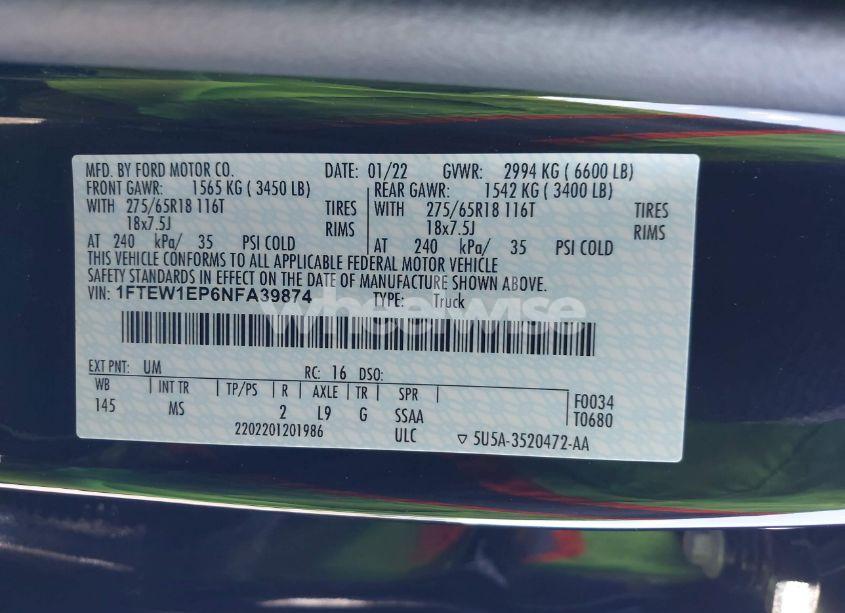 MFD. BY FORD MOTOR CO. DATE: 01/22 GVWR: 2994 KG ( 6600 LB)
FRONT GAWR: 1565 KG ( 3450 LB) REAR GAWR: 1542 KG ( 3400 LB)
WITH 275/65R18 116T TIRES WITH 275/65R18 116T TIRES
18x7.5J RIMS 18x7.5J RIMS
AT 240 kPa/ 35 PSI COLD AT 240 kPa/ 35 PSI COLD
THIS VEHICLE CONFORMS TO ALL APPLICABLE FEDERAL MOTOR VEHICLE
SAFETY STANDARDS IN EFFECT ON THE DATE OF MANUFACTURE SHOWN ABOVE.
VIN: 1FTEW1EP6NFA39874 TYPE: Truck
wheelwise
EXT PNT: UM RC: 16 DSO:
WB INT TR TP/PS R AXLE TR SPR
145 MS 2 L9 G SSAA F0034
ULC T0680
2202201201986 5U5A-3520472-AA